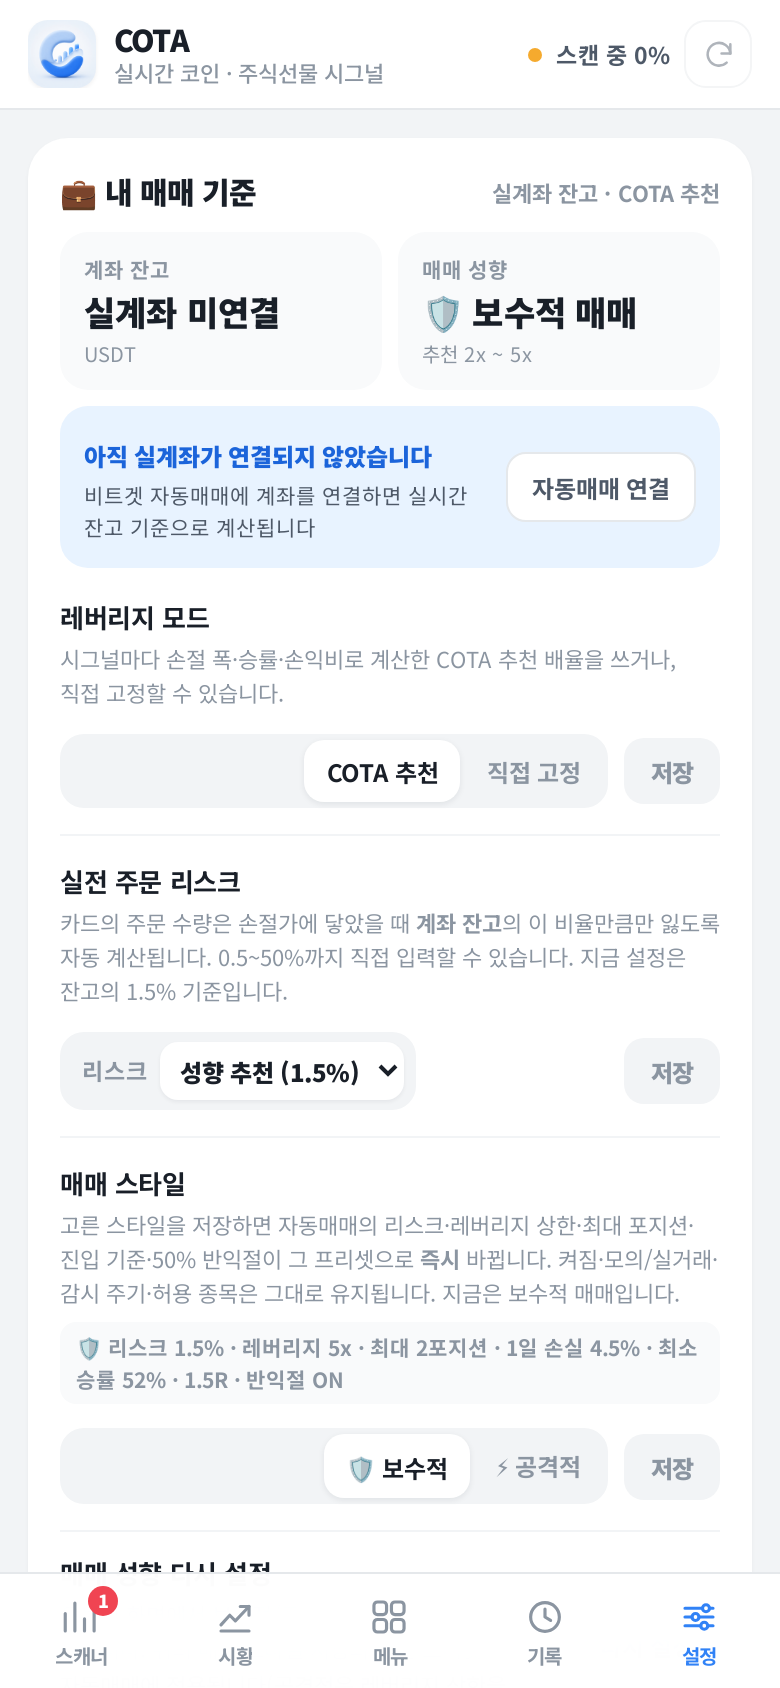 COTA
실시간 코인 · 주식선물 시그널
스캔 중 0%
💼 내 매매 기준
실계좌 잔고 · COTA 추천
계좌 잔고
실계좌 미연결
USDT
매매 성향
🛡️ 보수적 매매
추천 2x ~ 5x
아직 실계좌가 연결되지 않았습니다
비트겟 자동매매에 계좌를 연결하면 실시간
잔고 기준으로 계산됩니다
자동매매 연결
레버리지 모드
시그널마다 손절 폭·승률·손익비로 계산한 COTA 추천 배율을 쓰거나,
직접 고정할 수 있습니다.
COTA 추천
직접 고정
저장
실전 주문 리스크
카드의 주문 수량은 손절가에 닿았을 때 계좌 잔고의 이 비율만큼만 잃도록
자동 계산됩니다. 0.5~50%까지 직접 입력할 수 있습니다. 지금 설정은
잔고의 1.5% 기준입니다.
리스크
성향 추천 (1.5%)
저장
매매 스타일
고른 스타일을 저장하면 자동매매의 리스크·레버리지 상한·최대 포지션·
진입 기준·50% 반익절이 그 프리셋으로 즉시 바뀝니다. 켜짐·모의/실거래·
감시 주기·허용 종목은 그대로 유지됩니다. 지금은 보수적 매매입니다.
🛡️ 리스크 1.5% · 레버리지 5x · 최대 2포지션 · 1일 손실 4.5% · 최소
승률 52% · 1.5R · 반익절 ON
🛡️ 보수적
⚡ 공격적
저장
매매 성향 다시 설정
1
스캐너
시황
메뉴
기록
설정